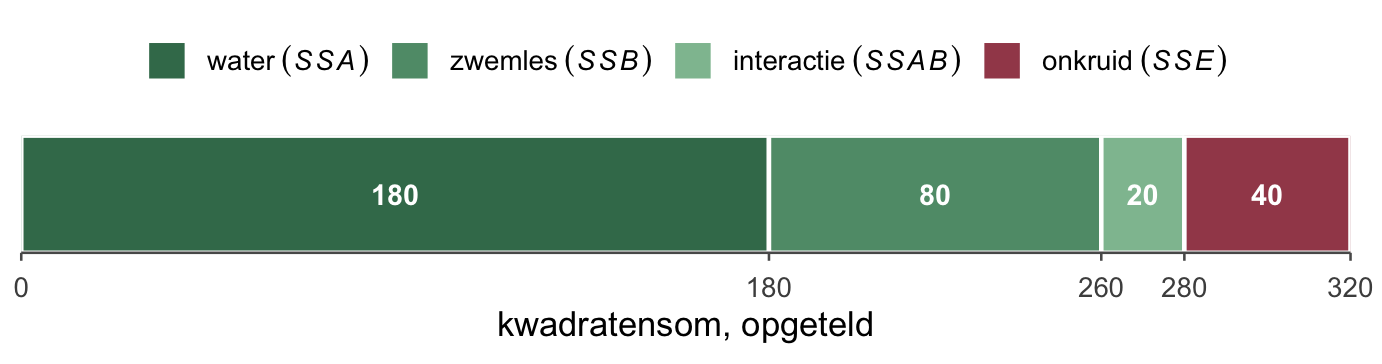 water (SSA) zwemles (SSB) interactie (SSAB) onkruid (SSE)
180 80 20 40
0 180 260 280 320
kwadratensom, opgeteld